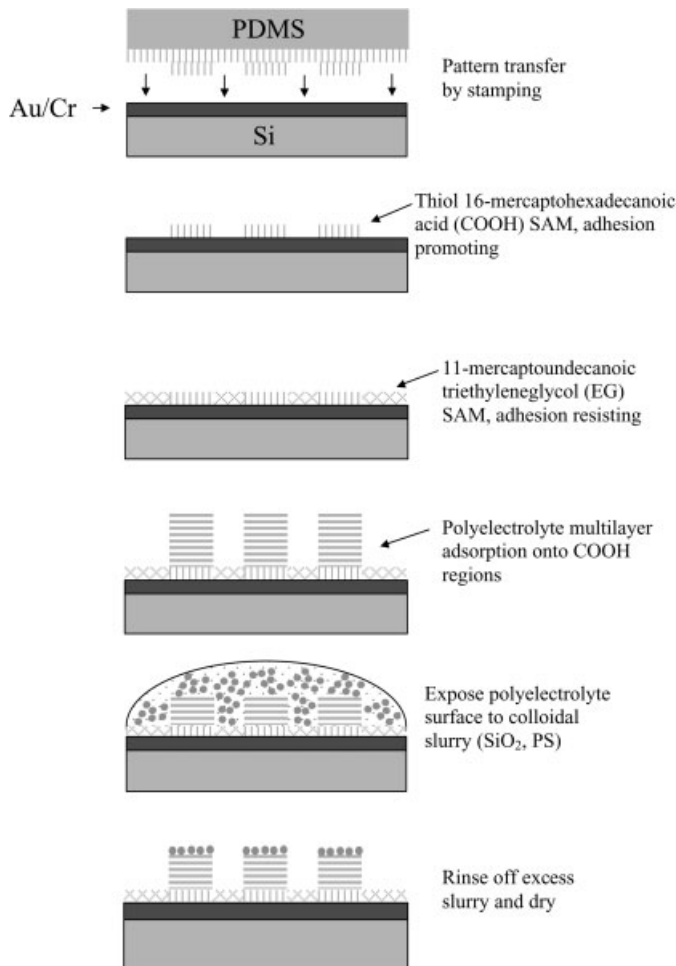 PDMS
Pattern transfer
by stamping
Au/Cr
Si
Thiol 16-mercaptohexadecanoic
acid (COOH) SAM, adhesion
promoting
11-mercaptoundecanoic
triethyleneglycol (EG)
SAM, adhesion resisting
Polyelectrolyte multilayer
adsorption onto COOH
regions
Expose polyelectrolyte
surface to colloidal
slurry (SiO₂, PS)
Rinse off excess
slurry and dry